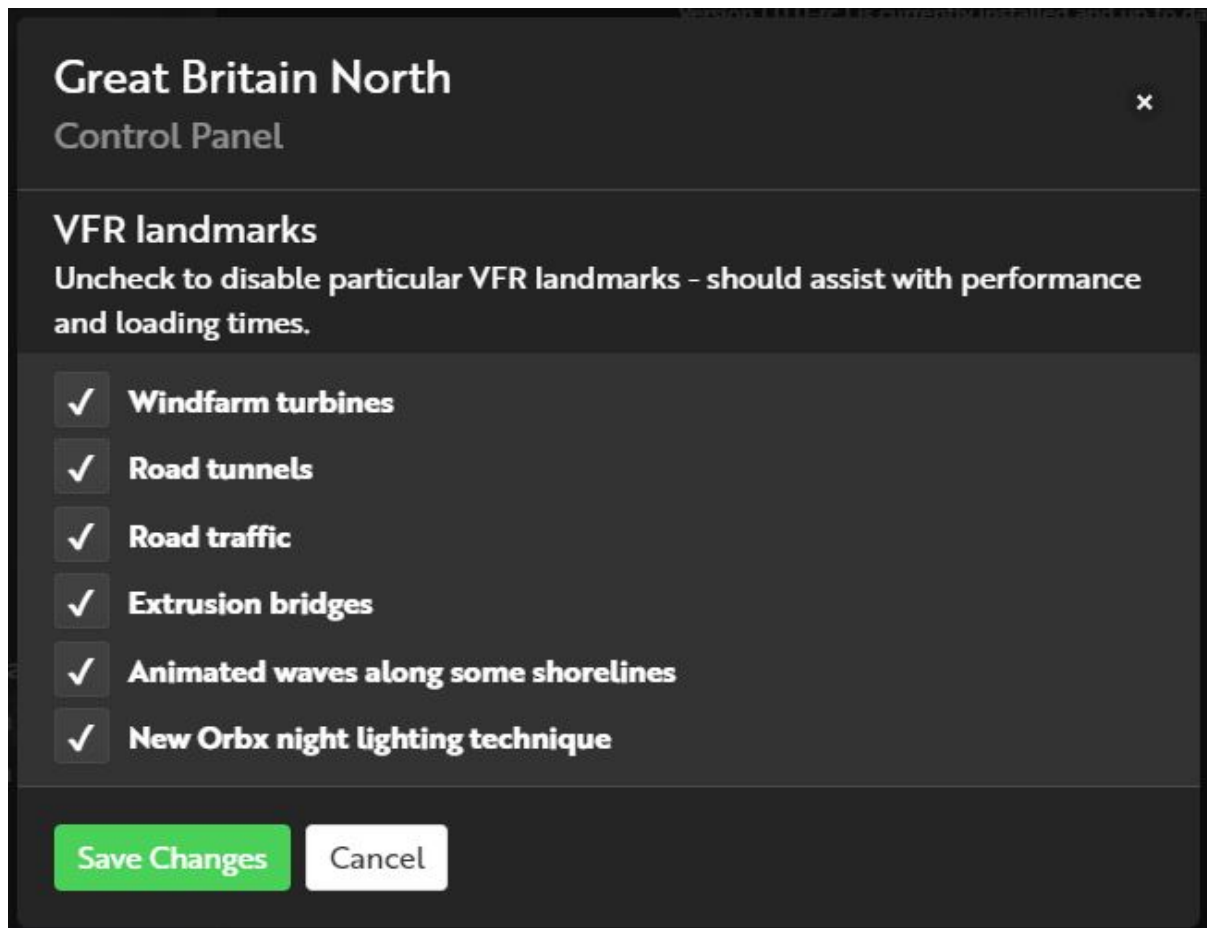 Great Britain North
Control Panel
VFR landmarks
Uncheck to disable particular VFR landmarks - should assist with performance
and loading times.
Windfarm turbines
Road tunnels
Road traffic
Extrusion bridges
Animated waves along some shorelines
New Orbx night lighting technique
Save Changes
Cancel